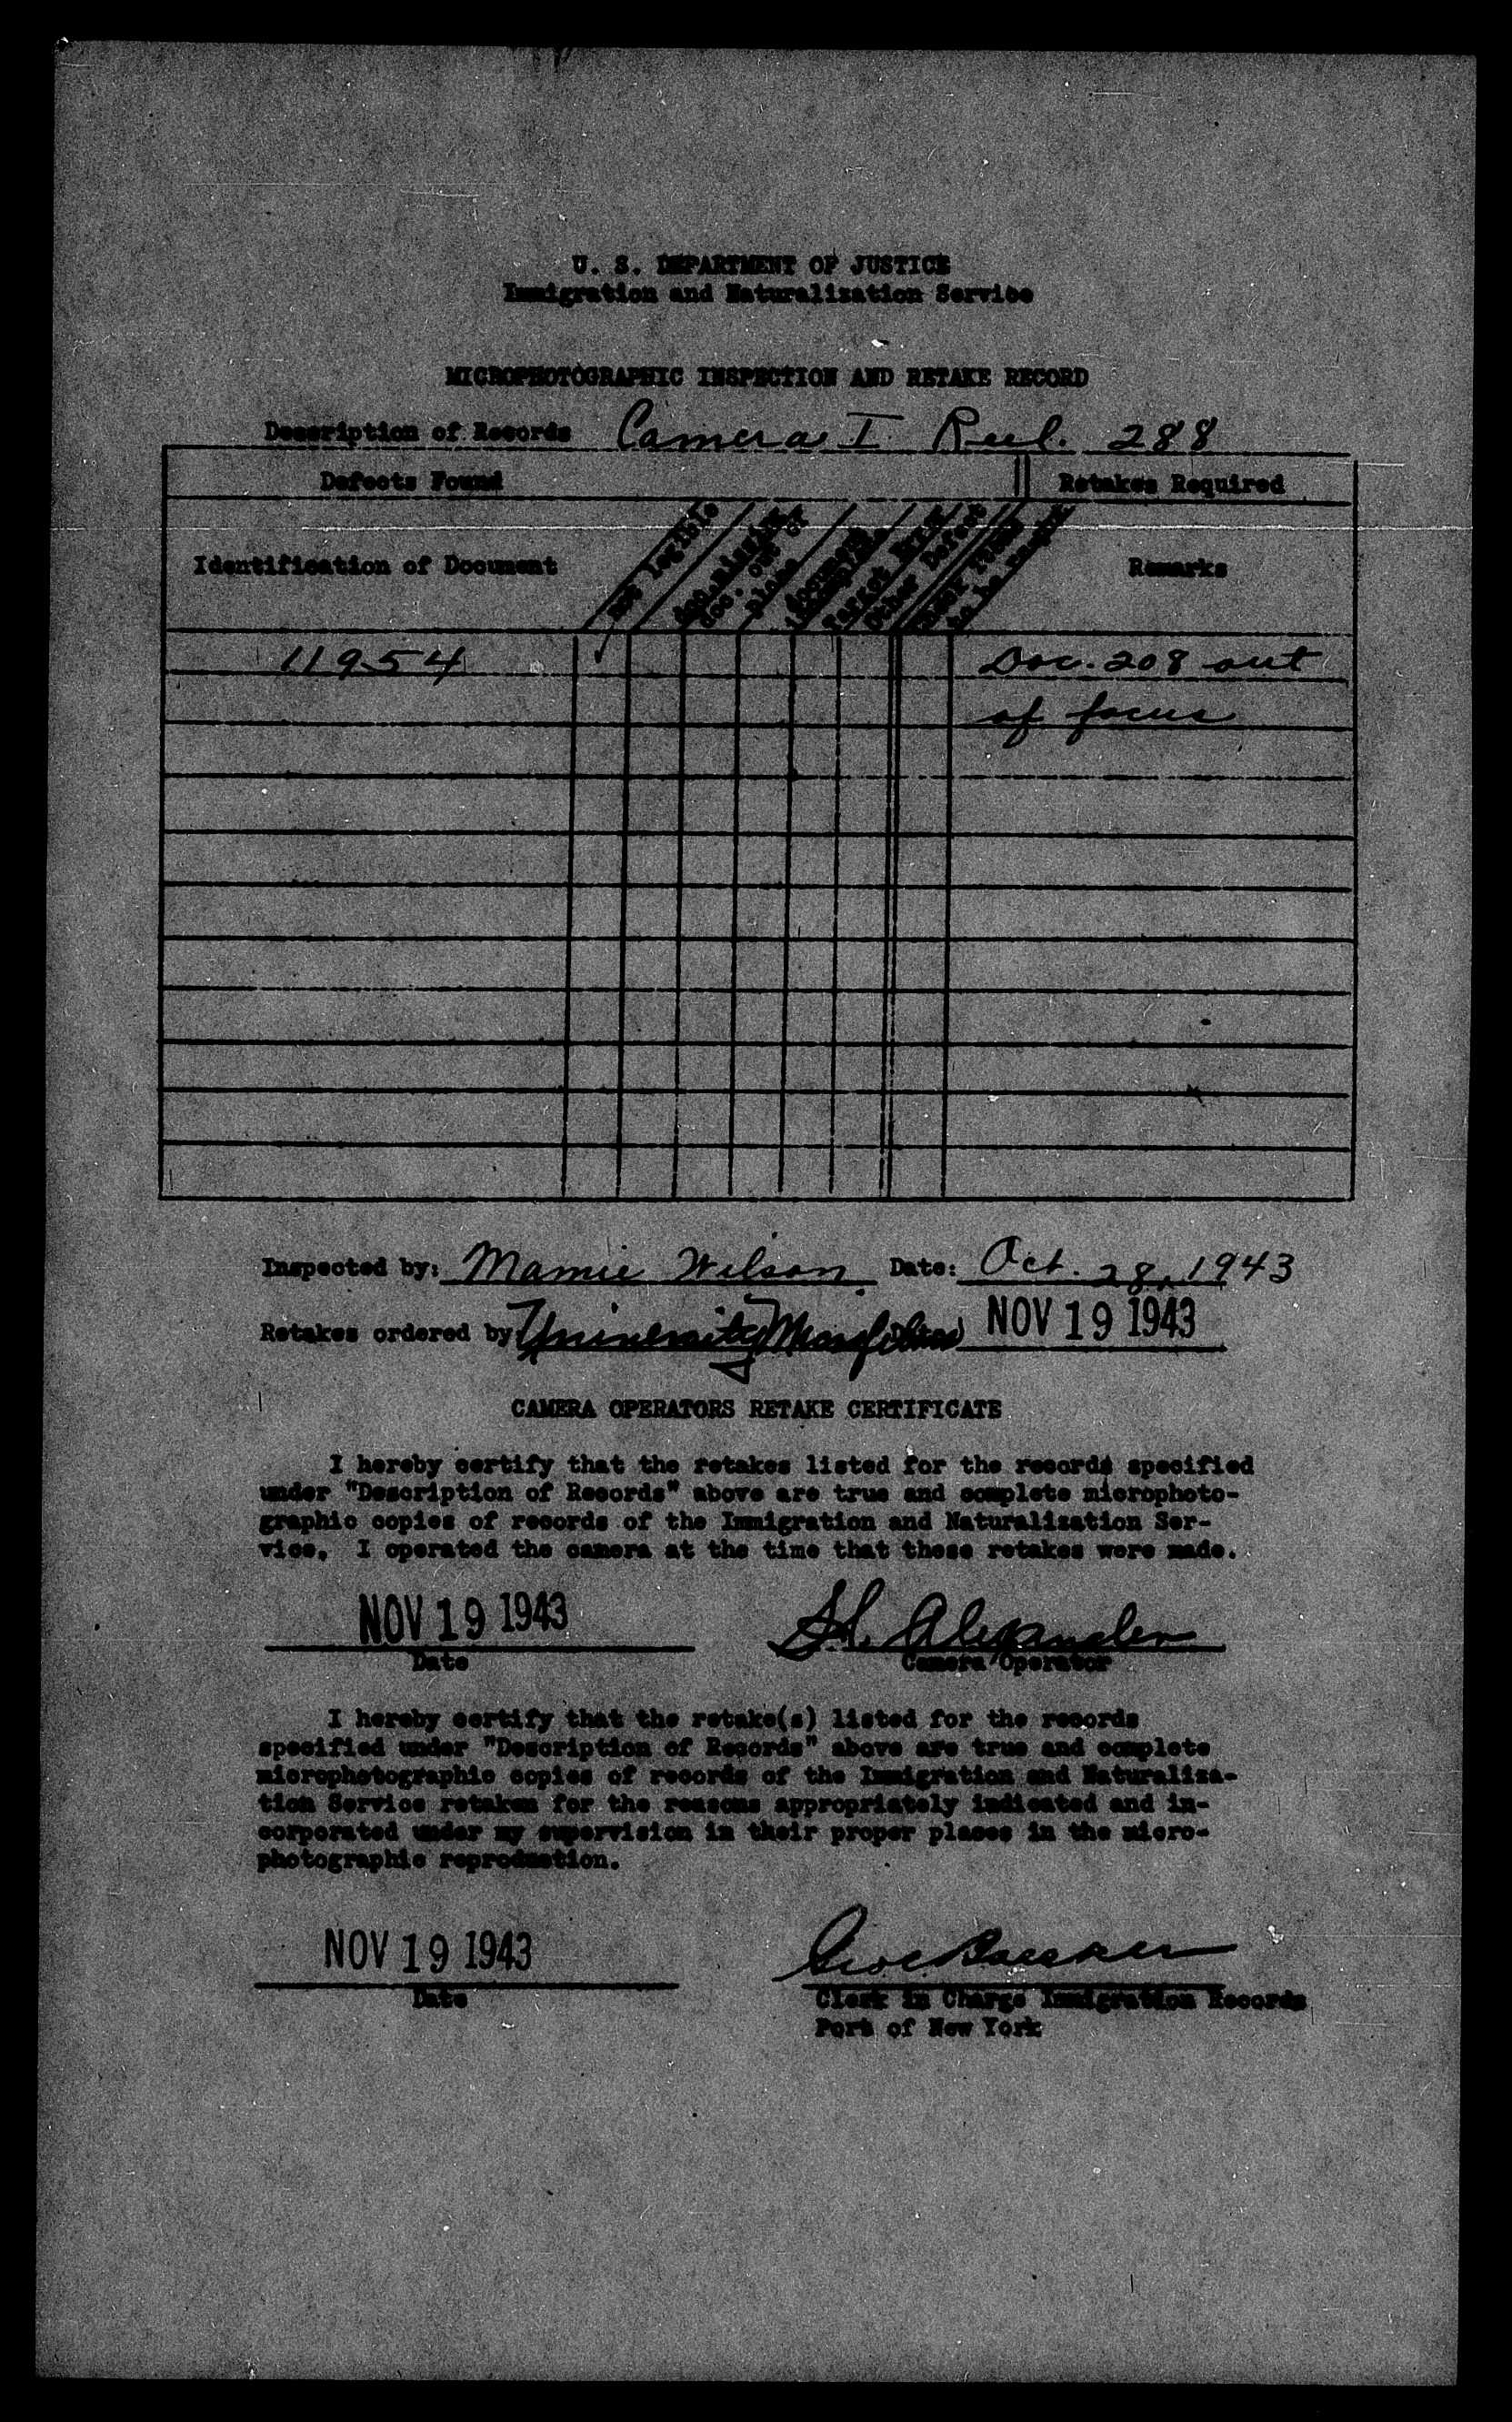 U. S. DEPARTMENT OF JUSTICE
Immigration and Naturalization Service
MICROPHOTOGRAPHIC INSPECTION AND RETAKE RECORD
Description of Records Camera I Reel. 288
Defects Found Retakes Required
Identification of Document Not legible Remarks
11954 ✓ Doc. 208 out
of focus
Inspected by: Mamie Wilson Date: Oct. 28, 1943
Retakes ordered by University Microfilms NOV 19 1943
CAMERA OPERATORS RETAKE CERTIFICATE
I hereby certify that the retakes listed for the records specified
under "Description of Records" above are true and complete microphoto-
graphic copies of records of the Immigration and Naturalization Ser-
vice. I operated the camera at the time that these retakes were made.
NOV 19 1943 Alexander
Date Camera Operator
I hereby certify that the retake(s) listed for the records
specified under "Description of Records" above are true and complete
microphotographic copies of records of the Immigration and Naturaliza-
tion Service retaken for the reasons appropriately indicated and in-
corporated under my supervision in their proper places in the micro-
photographic reproduction.
NOV 19 1943
Date Clerk in Charge Immigration Records
Port of New York